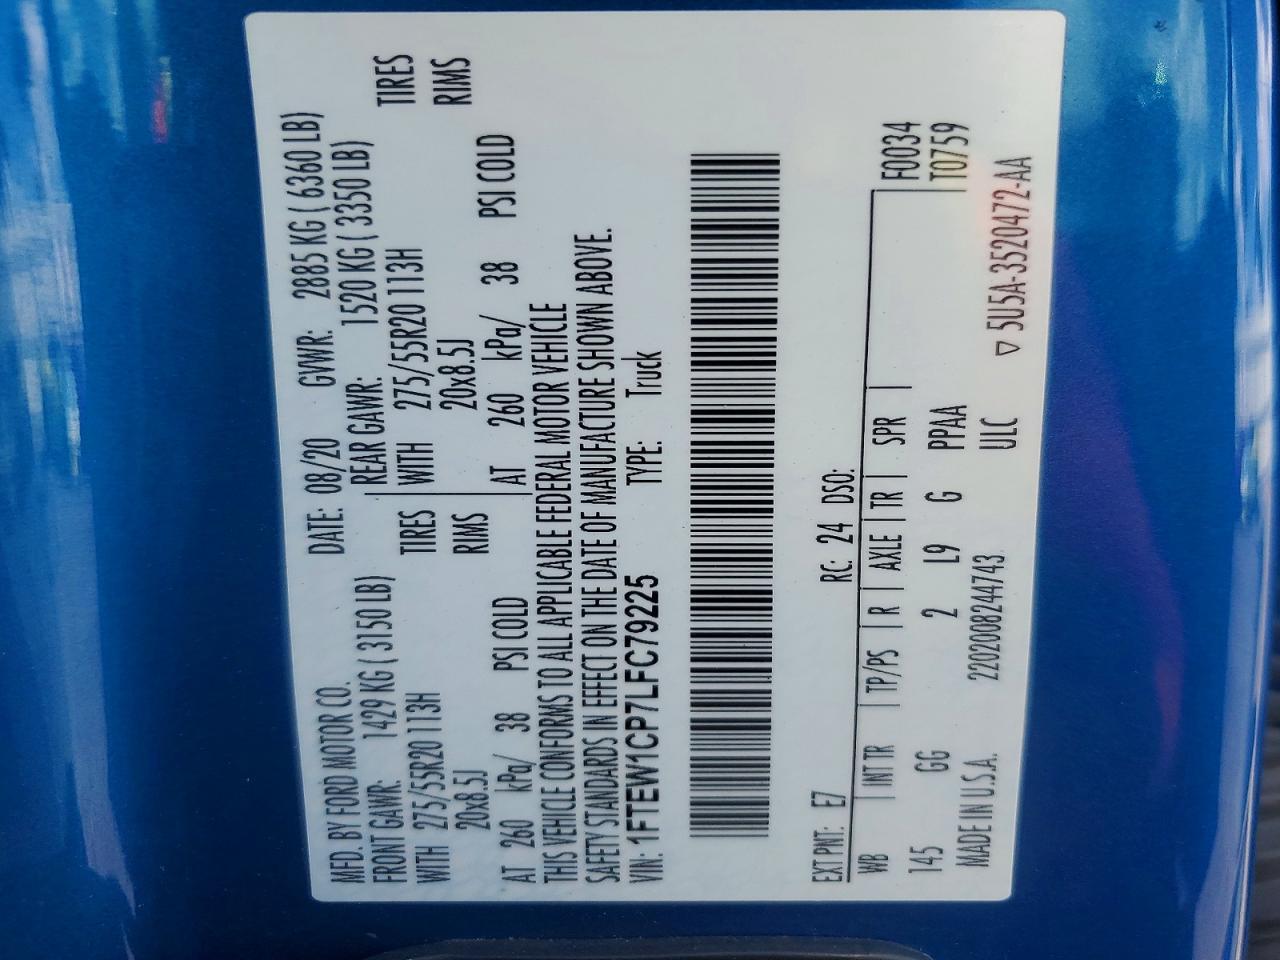 MFD. BY FORD MOTOR CO. DATE: 08/20 GVWR: 2885 KG ( 6360 LB)
FRONT GAWR: 1429 KG ( 3150 LB) REAR GAWR: 1520 KG ( 3350 LB)
WITH 275/55R20 113H TIRES WITH 275/55R20 113H TIRES
20x8.5J RIMS 20x8.5J RIMS
AT 260 kPa/ 38 PSI COLD AT 260 kPa/ 38 PSI COLD
THIS VEHICLE CONFORMS TO ALL APPLICABLE FEDERAL MOTOR VEHICLE
SAFETY STANDARDS IN EFFECT ON THE DATE OF MANUFACTURE SHOWN ABOVE.
VIN: 1FTEW1CP7LFC79225 TYPE: Truck
EXT PNT: E7 RC: 24 DSO:
WB INT TR TP/PS R AXLE TR SPR F0034
145 GG 2 L9 G PPAA T0759
MADE IN U.S.A. 2202008244743 ULC ▽ 5U5A-3520472-AA